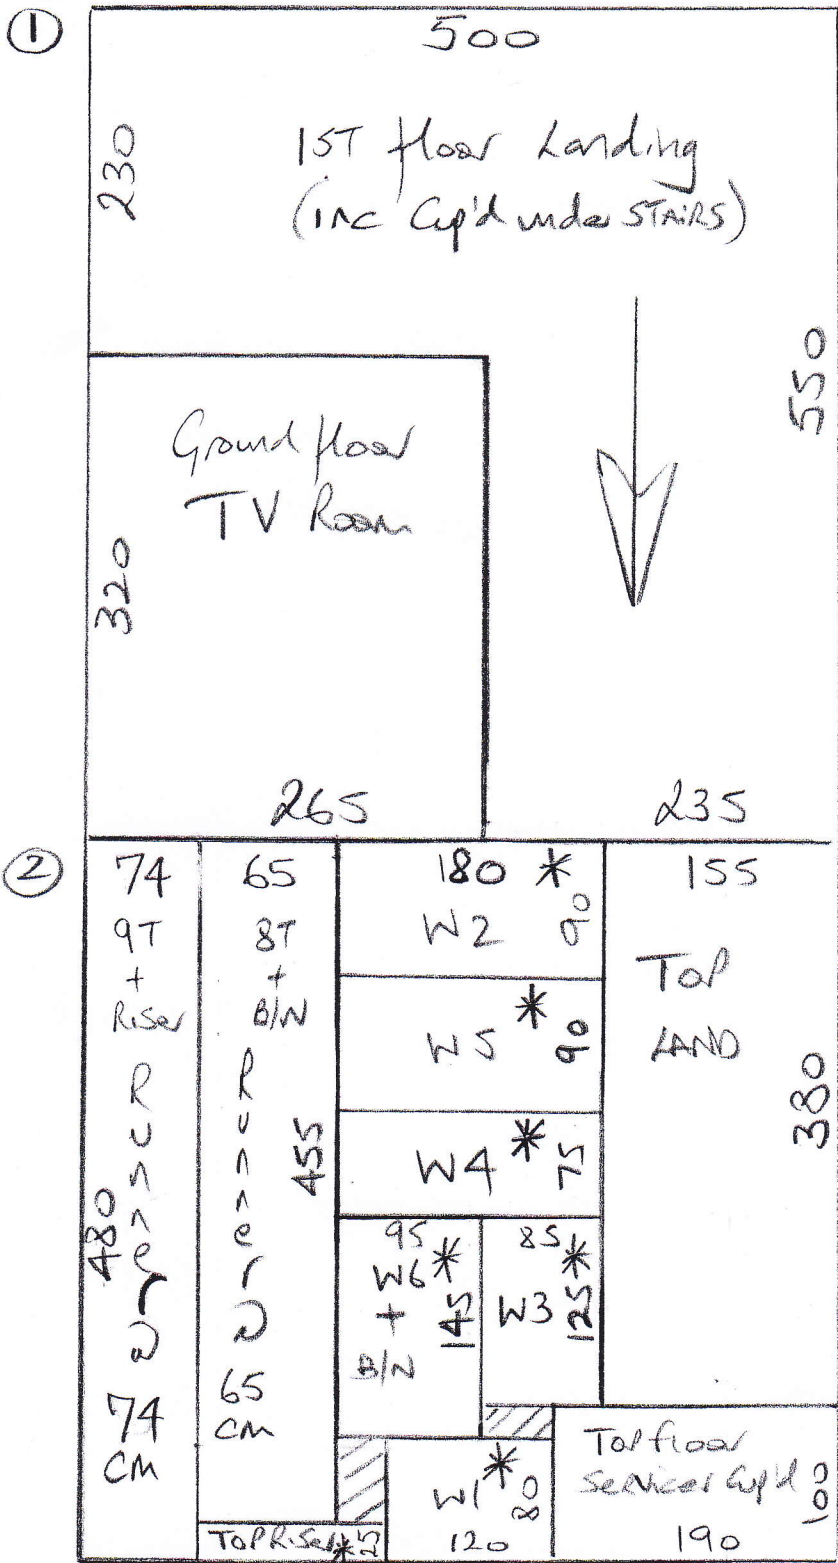 1
500
230
1ST floor Landing
(inc Cup'd under STAIRS)
550
Ground floor
TV Room
320
265
235
2
74
9T
+
Riser
Runner
480
74
CM
65
8T
+
B/N
Runner
455
65
CM
180 *
W2
90
W5 *
90
W4 *
75
95
W6 *
+
B/N
145
85
W3 *
125
155
TOP
LAND
380
W1 *
80
120
Top floor
Services Cup'd
100
190
TOP Riser *
25